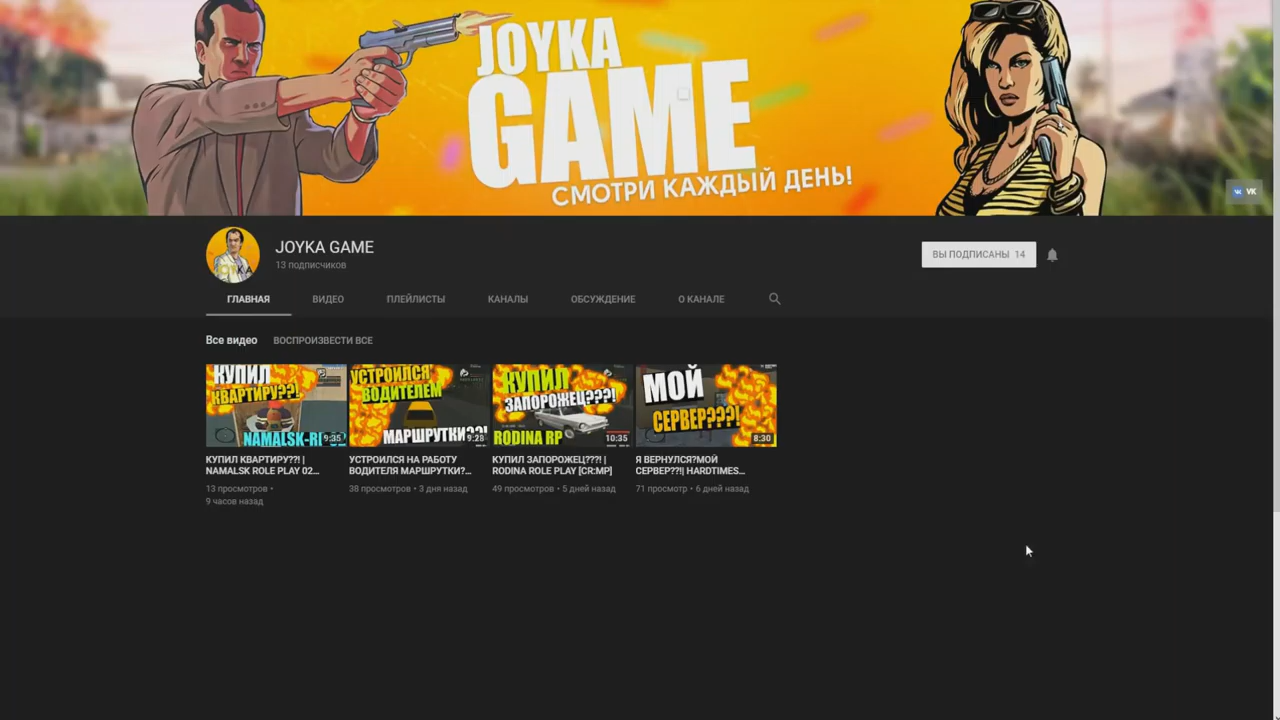 JOYKA
GAME
СМОТРИ КАЖДЫЙ ДЕНЬ!
VK
JOYKA GAME
13 подписчиков
ВЫ ПОДПИСАНЫ 14
ГЛАВНАЯ ВИДЕО ПЛЕЙЛИСТЫ КАНАЛЫ ОБСУЖДЕНИЕ О КАНАЛЕ
Все видео ВОСПРОИЗВЕСТИ ВСЕ
КУПИЛ
КВАРТИРУ??!
NAMALSK-RP 02
9:35
УСТРОИЛСЯ
ВОДИТЕЛЕМ
МАРШРУТКИ??!
9:28
КУПИЛ
ЗАПОРОЖЕЦ???!
RODINA RP
10:35
МОЙ
СЕРВЕР???!
8:30
КУПИЛ КВАРТИРУ??! |
NAMALSK ROLE PLAY 02...
13 просмотров •
9 часов назад
УСТРОИЛСЯ НА РАБОТУ
ВОДИТЕЛЯ МАРШРУТКИ?...
38 просмотров • 3 дня назад
КУПИЛ ЗАПОРОЖЕЦ???! |
RODINA ROLE PLAY [CR:MP]
49 просмотров • 5 дней назад
Я ВЕРНУЛСЯ?МОЙ
СЕРВЕР??!| HARDTIMES...
71 просмотр • 6 дней назад